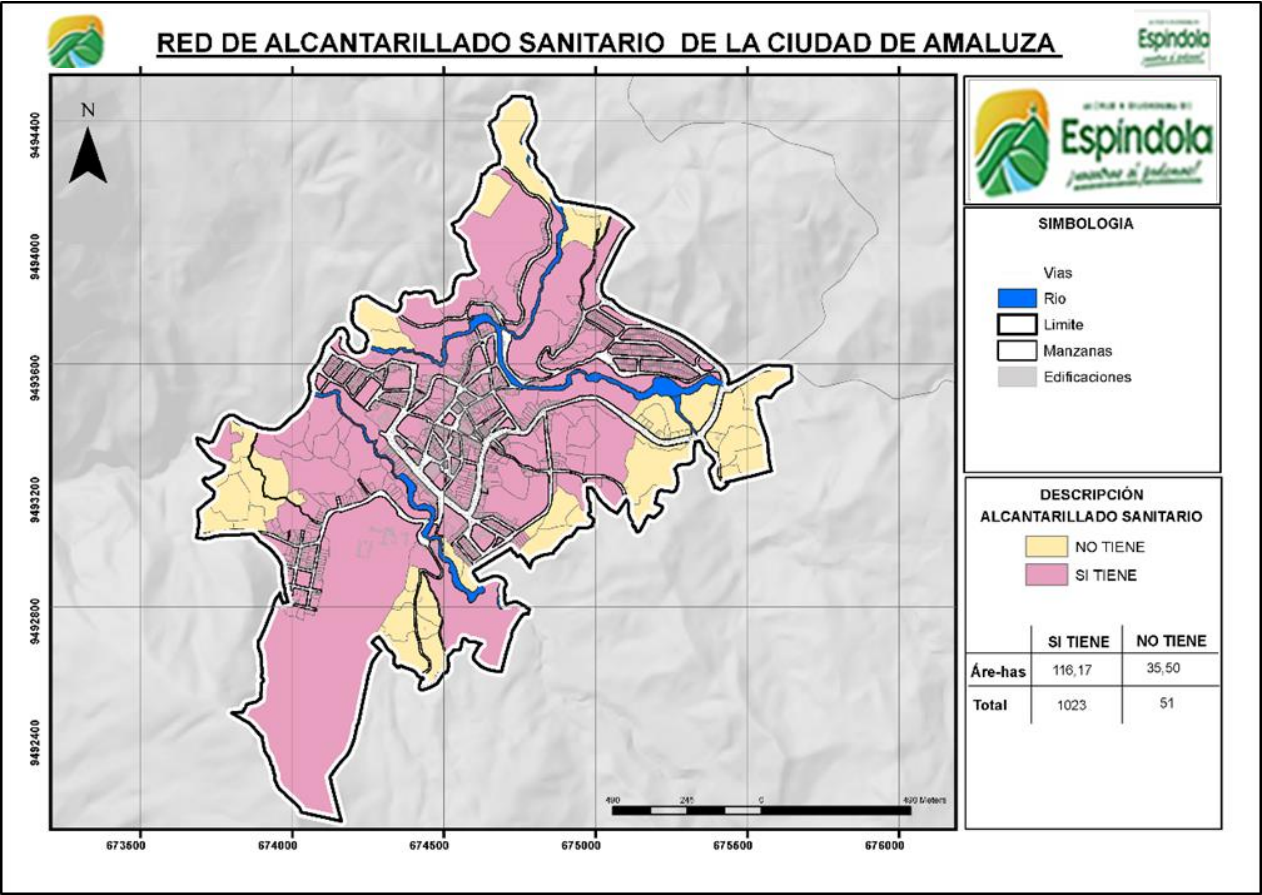 RED DE ALCANTARILLADO SANITARIO DE LA CIUDAD DE AMALUZA
Espíndola
N
9494400
9494000
9493600
9493200
9492800
9492400
673500
674000
674500
675000
675500
676000
490 245 0 490 Meters
Espíndola
SIMBOLOGIA
Vias
Rio
Limite
Manzanas
Edificaciones
DESCRIPCIÓN
ALCANTARILLADO SANITARIO
NO TIENE
SI TIENE
SI TIENE NO TIENE
Áre-has 116,17 35,50
Total 1023 51